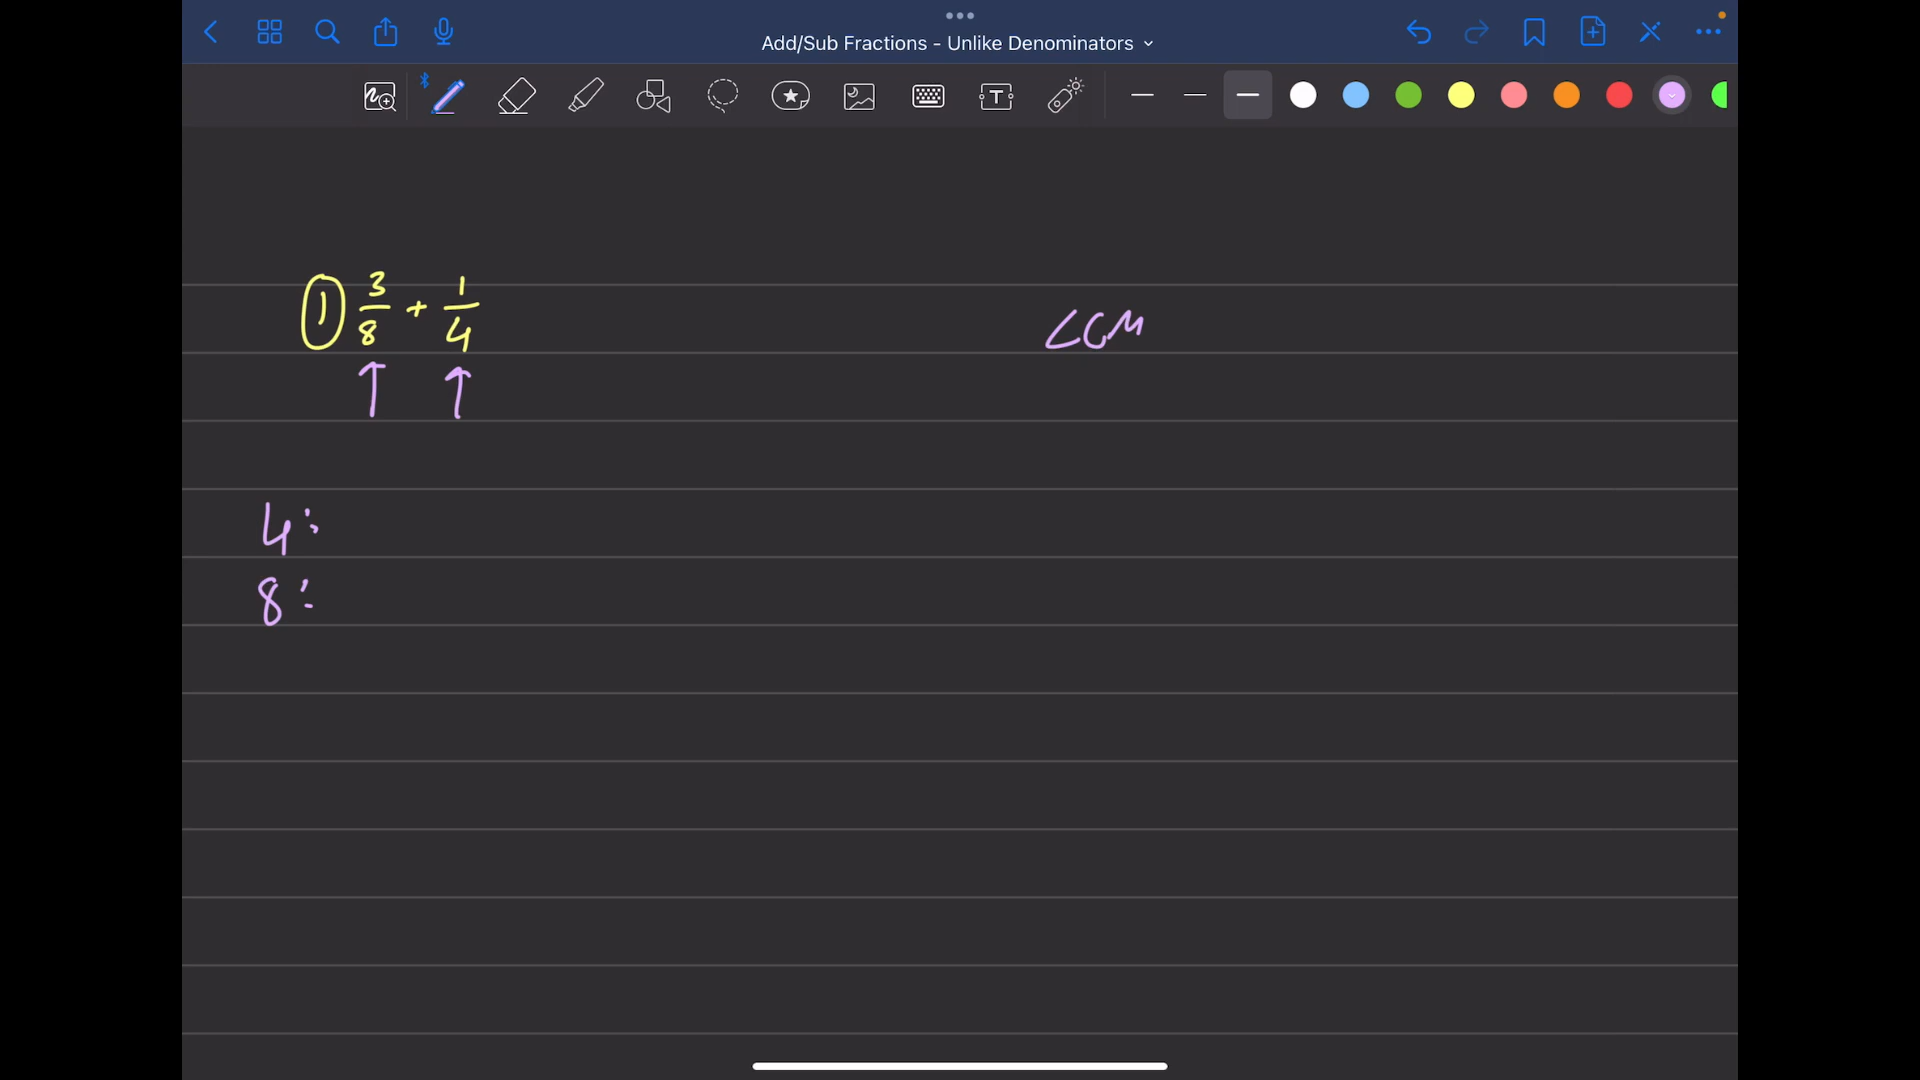 Add/Sub Fractions - Unlike Denominators
T
① 3/8 + 1/4
LCM
↑ ↑
4:
8: